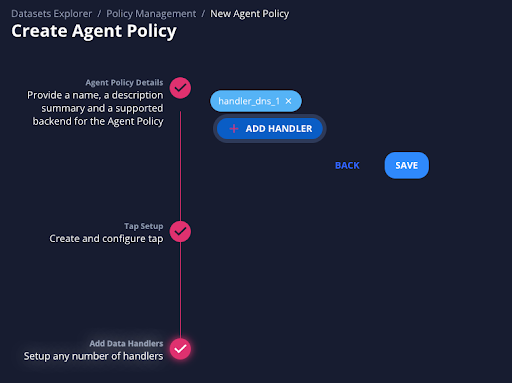 Datasets Explorer / Policy Management / New Agent Policy
Create Agent Policy
Agent Policy Details
Provide a name, a description
summary and a supported
backend for the Agent Policy
handler_dns_1 ×
+ ADD HANDLER
BACK
SAVE
Tap Setup
Create and configure tap
Add Data Handlers
Setup any number of handlers